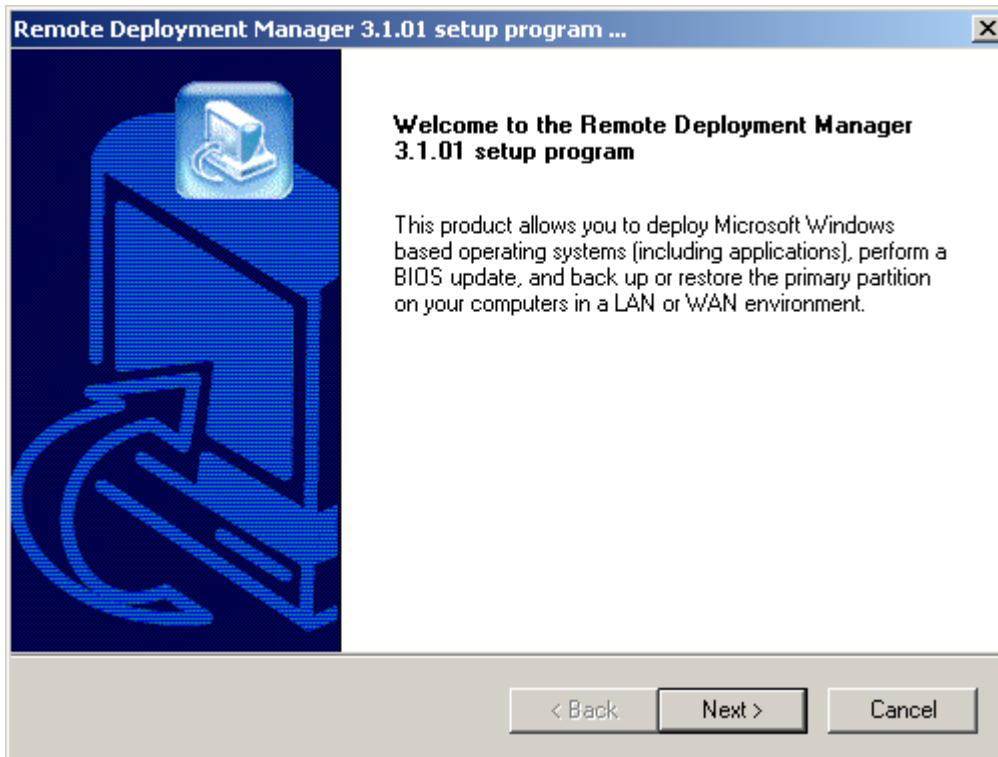 Remote Deployment Manager 3.1.01 setup program ...
Welcome to the Remote Deployment Manager
3.1.01 setup program
This product allows you to deploy Microsoft Windows
based operating systems (including applications), perform a
BIOS update, and back up or restore the primary partition
on your computers in a LAN or WAN environment.
< Back Next > Cancel